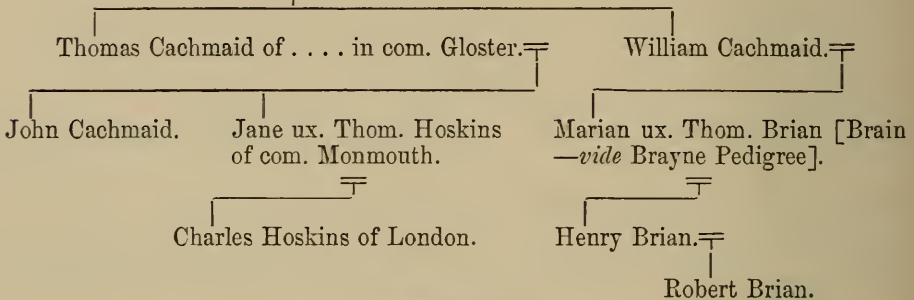 Thomas Cachmaid of . . . . in com. Gloster. William Cachmaid.
John Cachmaid. Jane ux. Thom. Hoskins of com. Monmouth. Marian ux. Thom. Brian [Brain —vide Brayne Pedigree].
Charles Hoskins of London. Henry Brian.
Robert Brian.